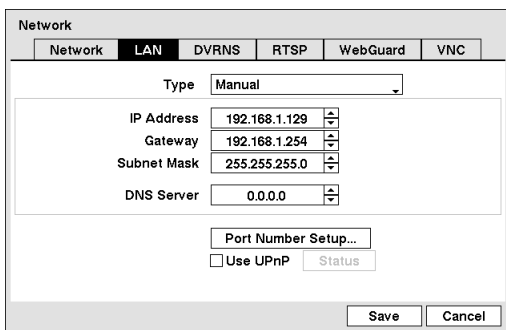 Network
Network LAN DVRNS RTSP WebGuard VNC
Type Manual
IP Address 192.168.1.129
Gateway 192.168.1.254
Subnet Mask 255.255.255.0
DNS Server 0.0.0.0
Port Number Setup...
Use UPnP Status
Save Cancel